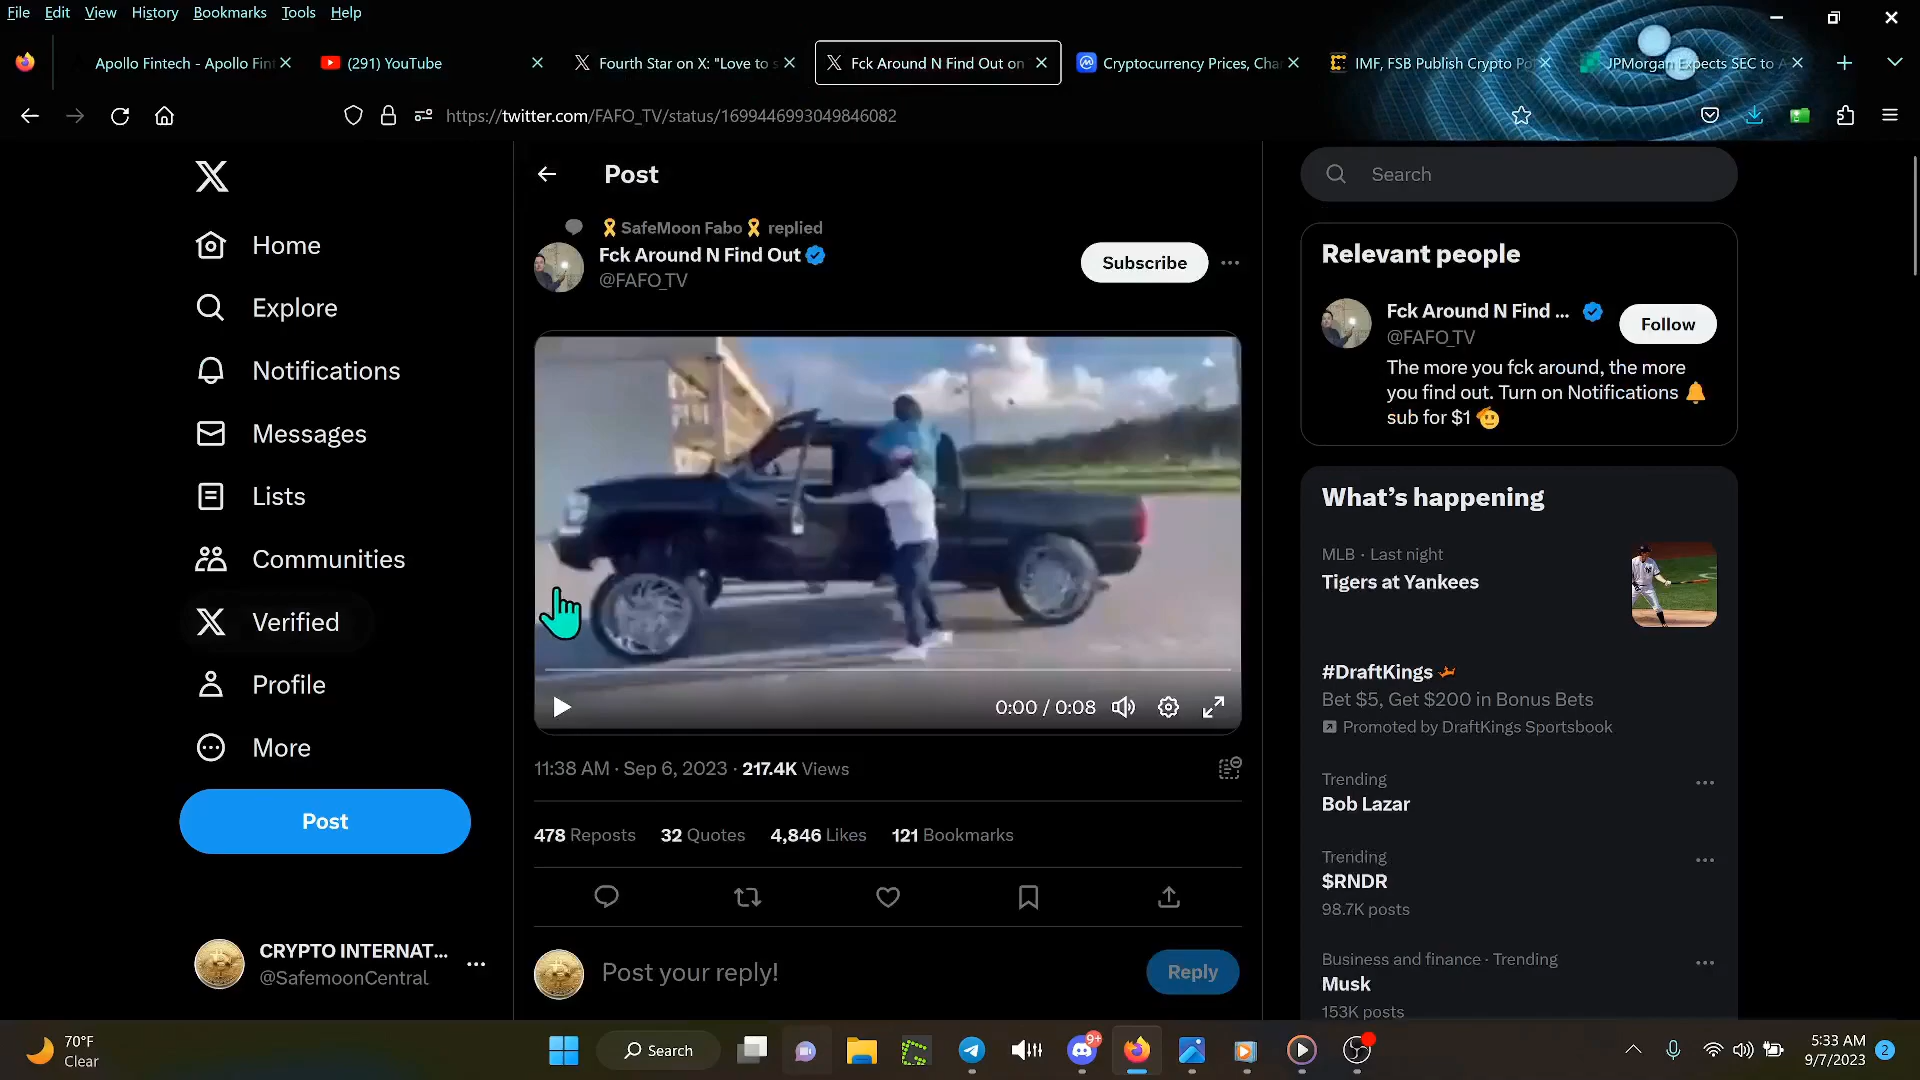 File Edit View History Bookmarks Tools Help
Apollo Fintech - Apollo Fint
(291) YouTube
Fourth Star on X: "Love to s
Fck Around N Find Out on
Cryptocurrency Prices, Cha
IMF, FSB Publish Crypto Po
JPMorgan Expects SEC to A
https://twitter.com/FAFO_TV/status/1699446993049846082
Home
Explore
Notifications
Messages
Lists
Communities
Verified
Profile
More
Post
CRYPTO INTERNAT...
@SafemoonCentral
Post
SafeMoon Fabo replied
Fck Around N Find Out
@FAFO_TV
Subscribe
0:00 / 0:08
11:38 AM · Sep 6, 2023 · 217.4K Views
478 Reposts 32 Quotes 4,846 Likes 121 Bookmarks
Post your reply!
Reply
Search
Relevant people
Fck Around N Find ...
@FAFO_TV
Follow
The more you fck around, the more
you find out. Turn on Notifications
sub for $1
What's happening
MLB · Last night
Tigers at Yankees
#DraftKings
Bet $5, Get $200 in Bonus Bets
Promoted by DraftKings Sportsbook
Trending
Bob Lazar
Trending
$RNDR
98.7K posts
Business and finance · Trending
Musk
153K posts
70°F
Clear
Search
9+
5:33 AM
9/7/2023
2